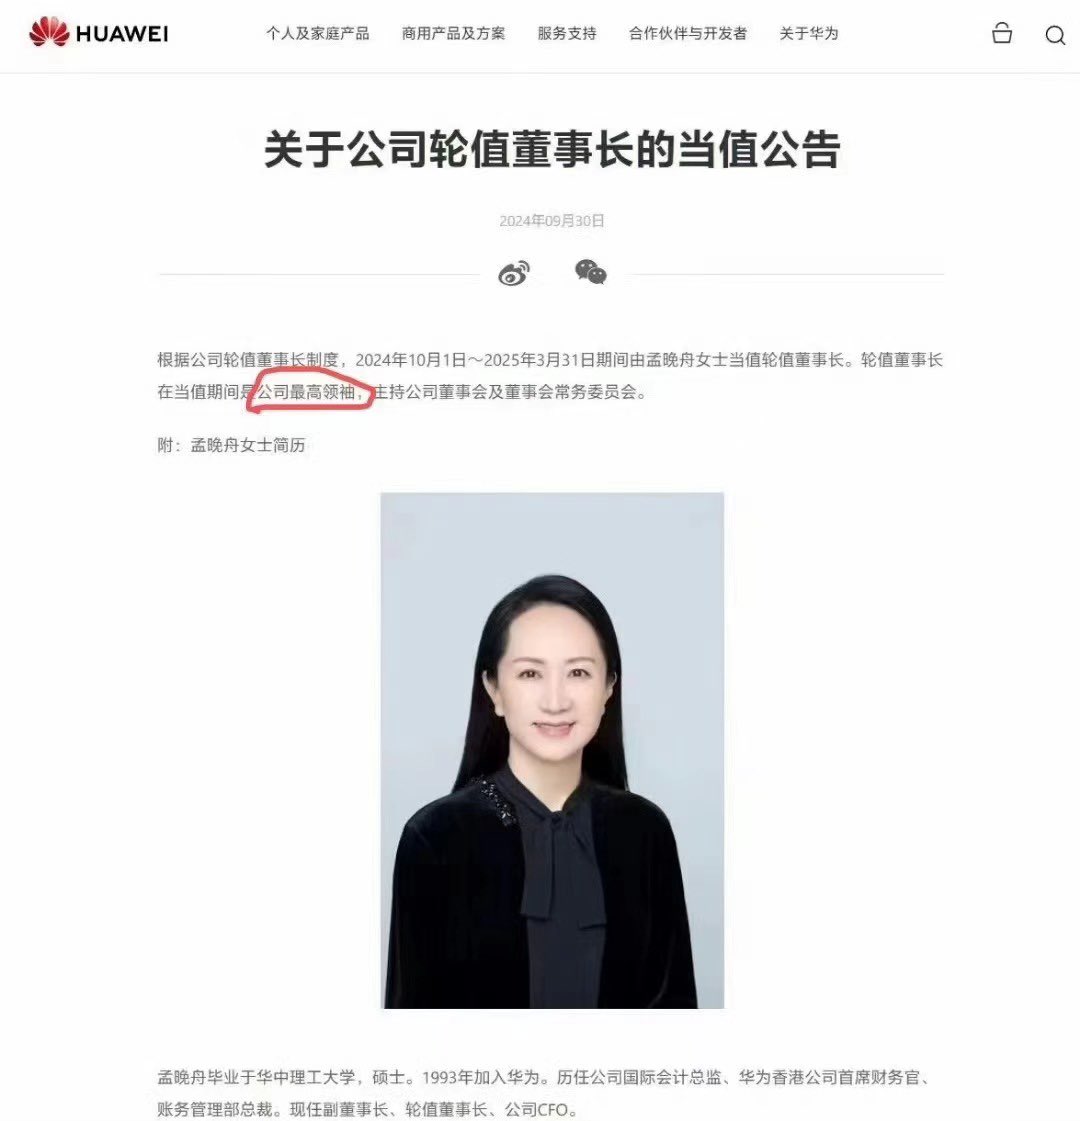 HUAWEI 个人及家庭产品 商用产品及方案 服务支持 合作伙伴与开发者 关于华为
关于公司轮值董事长的当值公告
2024年09月30日
根据公司轮值董事长制度，2024年10月1日～2025年3月31日期间由孟晚舟女士当值轮值董事长。轮值董事长
在当值期间是公司最高领袖，主持公司董事会及董事会常务委员会。
附：孟晚舟女士简历
孟晚舟毕业于华中理工大学，硕士。1993年加入华为。历任公司国际会计总监、华为香港公司首席财务官、
账务管理部总裁。现任副董事长、轮值董事长、公司CFO。